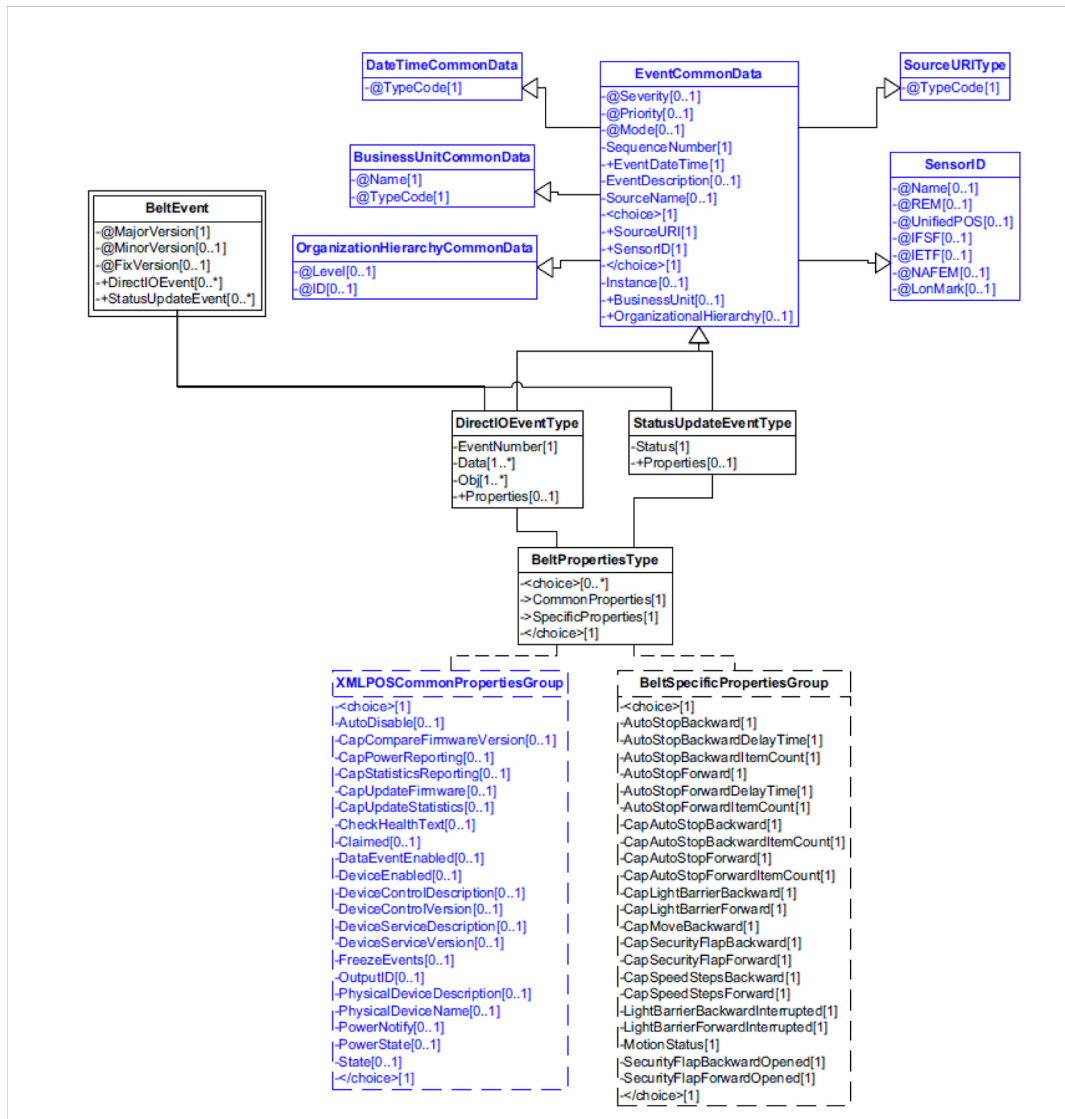 DateTimeCommonData
-@TypeCode[1]
EventCommonData
-@Severity[0..1]
-@Priority[0..1]
-@Mode[0..1]
-SequenceNumber[1]
-+EventDateTime[1]
-EventDescription[0..1]
-SourceName[0..1]
-<choice>[1]
-+SourceURI[1]
-+SensorID[1]
-</choice>[1]
-Instance[0..1]
-+BusinessUnit[0..1]
-+OrganizationalHierarchy[0..1]
SourceURIType
-@TypeCode[1]
BusinessUnitCommonData
-@Name[1]
-@TypeCode[1]
SensorID
-@Name[0..1]
-@REM[0..1]
-@UnifiedPOS[0..1]
-@IFSF[0..1]
-@IETF[0..1]
-@NAFEM[0..1]
-@LonMark[0..1]
BeltEvent
-@MajorVersion[1]
-@MinorVersion[0..1]
-@FixVersion[0..1]
-+DirectIOEvent[0..*]
-+StatusUpdateEvent[0..*]
OrganizationHierarchyCommonData
-@Level[0..1]
-@ID[0..1]
DirectIOEventType
-EventNumber[1]
-Data[1..*]
-Obj[1..*]
-+Properties[0..1]
StatusUpdateEventType
-Status[1]
-+Properties[0..1]
BeltPropertiesType
-<choice>[0..*]
->CommonProperties[1]
->SpecificProperties[1]
-</choice>[1]
XMLPOSCommonPropertiesGroup
-<choice>[1]
-AutoDisable[0..1]
-CapCompareFirmwareVersion[0..1]
-CapPowerReporting[0..1]
-CapStatisticsReporting[0..1]
-CapUpdateFirmware[0..1]
-CapUpdateStatistics[0..1]
-CheckHealthText[0..1]
-Claimed[0..1]
-DataEventEnabled[0..1]
-DeviceEnabled[0..1]
-DeviceControlDescription[0..1]
-DeviceControlVersion[0..1]
-DeviceServiceDescription[0..1]
-DeviceServiceVersion[0..1]
-FreezeEvents[0..1]
-OutputID[0..1]
-PhysicalDeviceDescription[0..1]
-PhysicalDeviceName[0..1]
-PowerNotify[0..1]
-PowerState[0..1]
-State[0..1]
-</choice>[1]
BeltSpecificPropertiesGroup
-<choice>[1]
-AutoStopBackward[1]
-AutoStopBackwardDelayTime[1]
-AutoStopBackwardItemCount[1]
-AutoStopForward[1]
-AutoStopForwardDelayTime[1]
-AutoStopForwardItemCount[1]
-CapAutoStopBackward[1]
-CapAutoStopBackwardItemCount[1]
-CapAutoStopForward[1]
-CapAutoStopForwardItemCount[1]
-CapLightBarrierBackward[1]
-CapLightBarrierForward[1]
-CapMoveBackward[1]
-CapSecurityFlapBackward[1]
-CapSecurityFlapForward[1]
-CapSpeedStepsBackward[1]
-CapSpeedStepsForward[1]
-LightBarrierBackwardInterrupted[1]
-LightBarrierForwardInterrupted[1]
-MotionStatus[1]
-SecurityFlapBackwardOpened[1]
-SecurityFlapForwardOpened[1]
-</choice>[1]